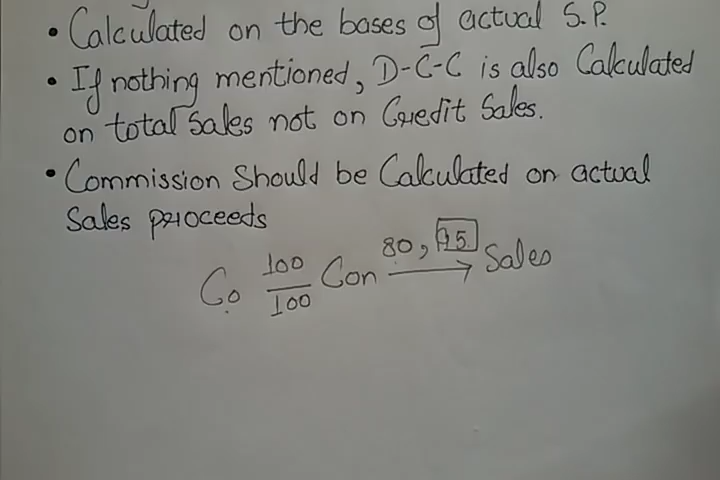 • Calculated on the bases of actual S.P.
• If nothing mentioned, D-C-C is also Calculated
on total Sales not on Credit Sales.
• Commission Should be Calculated on actual
Sales proceeds
Co 100/100 Con 80, 15 Sales